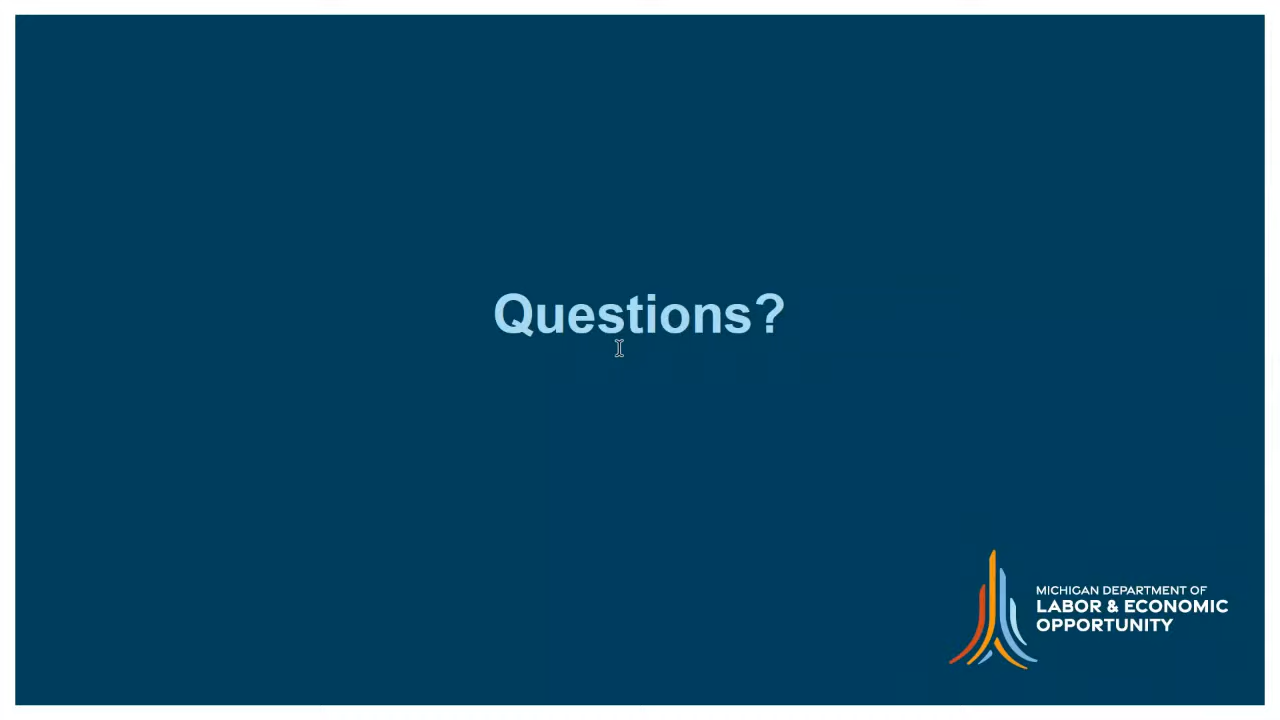 Questions?
MICHIGAN DEPARTMENT OF
LABOR & ECONOMIC
OPPORTUNITY